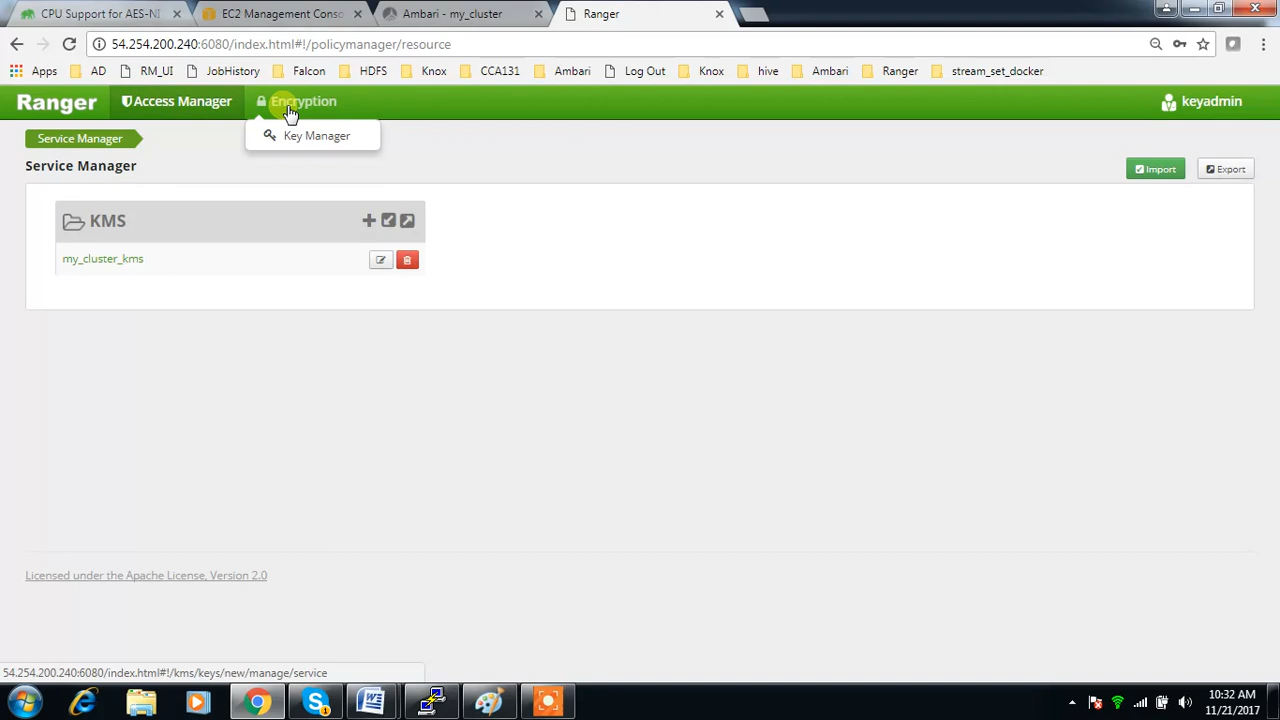 CPU Support for AES-NI
EC2 Management Conso
Ambari - my_cluster
Ranger
54.254.200.240:6080/index.html#!/policymanager/resource
Apps AD RM_UI JobHistory Falcon HDFS Knox CCA131 Ambari Log Out Knox hive Ambari Ranger stream_set_docker
Ranger Access Manager Encryption keyadmin
Key Manager
Service Manager
Service Manager
Import Export
KMS
my_cluster_kms
Licensed under the Apache License, Version 2.0
54.254.200.240:6080/index.html#!/kms/keys/new/manage/service
10:32 AM
11/21/2017